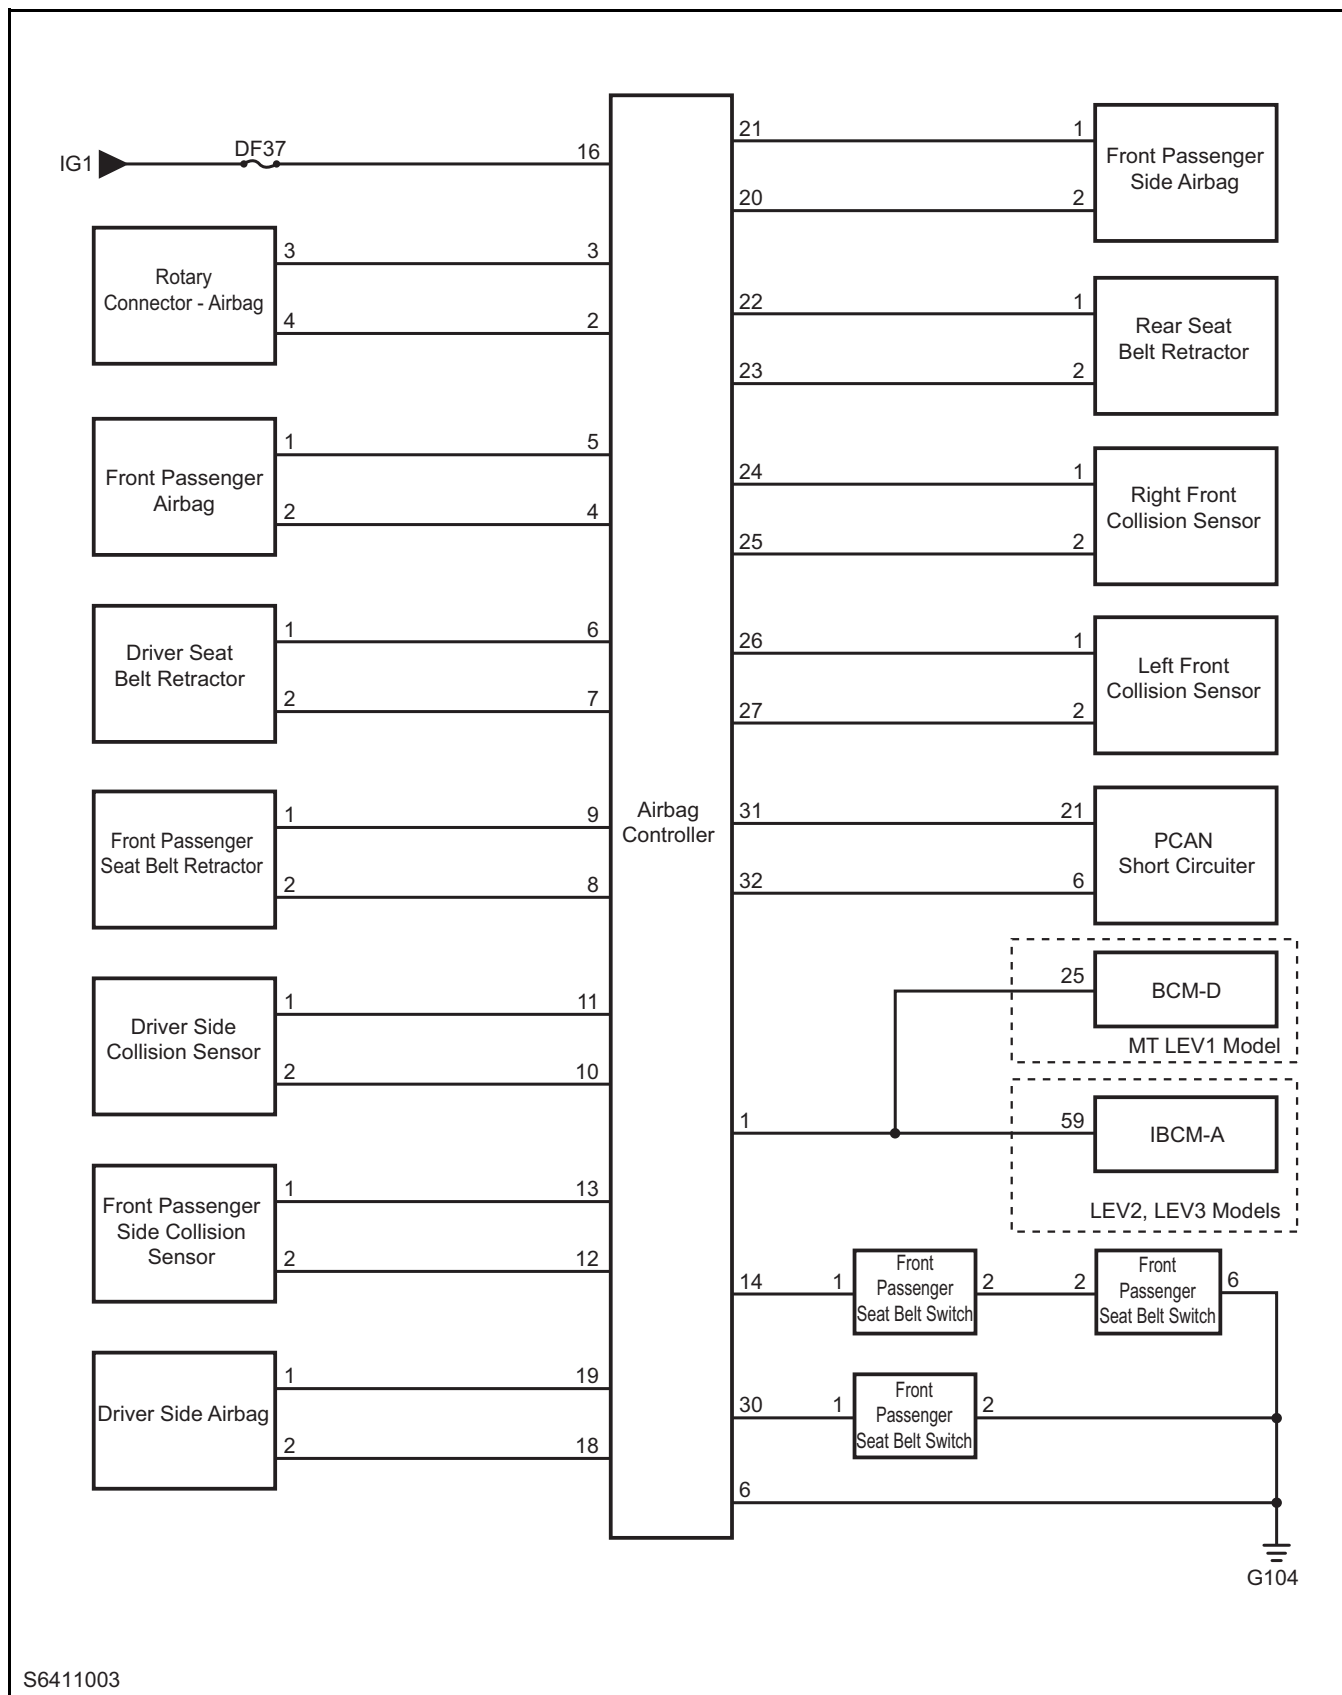 IG1
DF37
16
Rotary
Connector - Airbag
3
3
4
2
Front Passenger
Airbag
1
5
2
4
Driver Seat
Belt Retractor
1
6
2
7
Front Passenger
Seat Belt Retractor
1
9
2
8
Driver Side
Collision Sensor
1
11
2
10
Front Passenger
Side Collision
Sensor
1
13
2
12
Driver Side Airbag
1
19
2
18
Airbag
Controller
21
1
20
2
Front Passenger
Side Airbag
22
1
23
2
Rear Seat
Belt Retractor
24
1
25
2
Right Front
Collision Sensor
26
1
27
2
Left Front
Collision Sensor
31
21
32
6
PCAN
Short Circuiter
25
BCM-D
MT LEV1 Model
1
59
IBCM-A
LEV2, LEV3 Models
14
1
Front
Passenger
Seat Belt Switch
2
2
Front
Passenger
Seat Belt Switch
6
30
1
Front
Passenger
Seat Belt Switch
2
6
G104
S6411003